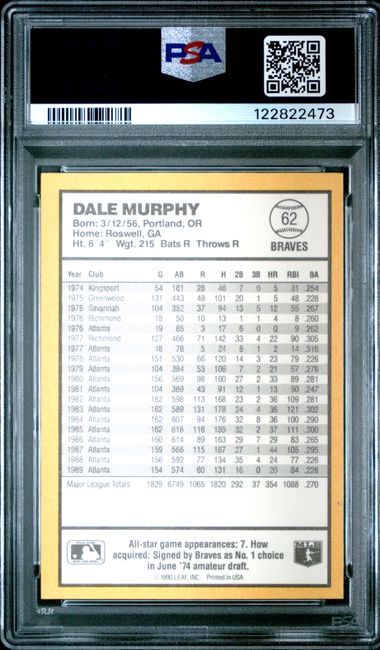 PSA
122822473
DALE MURPHY
Born: 3/12/56, Portland, OR
Home: Roswell, GA
Ht. 6' 4" Wgt. 215 Bats R Throws R
62
BRAVES
Year Club G AB R H 2B 3B HR RBI BA
1974 Kingsport 54 181 28 46 7 0 5 31 .254
1975 Greenwood 131 443 48 101 20 1 5 48 .228
1976 Savannah 104 352 37 94 13 5 12 55 .267
1976 Richmond 18 50 10 13 1 1 4 8 .260
1976 Atlanta 19 65 3 17 6 0 0 9 .262
1977 Richmond 127 466 71 142 33 4 22 90 .305
1977 Atlanta 18 76 5 24 8 1 2 14 .316
1978 Atlanta 151 530 66 120 14 3 23 79 .226
1979 Atlanta 104 384 53 106 7 2 21 57 .276
1980 Atlanta 156 569 98 160 27 2 33 89 .281
1981 Atlanta 104 369 43 91 12 1 13 50 .247
1982 Atlanta 162 598 113 168 23 2 36 109 .281
1983 Atlanta 162 589 131 178 24 4 36 121 .302
1984 Atlanta 162 607 94 176 32 8 36 100 .290
1985 Atlanta 162 616 118 185 32 2 37 111 .300
1986 Atlanta 160 614 89 163 29 7 29 83 .265
1987 Atlanta 159 566 115 167 27 1 44 105 .295
1988 Atlanta 156 592 77 134 35 4 24 77 .226
1989 Atlanta 154 574 60 131 16 0 20 84 .228
Major League Totals 1829 6749 1065 1820 292 37 354 1088 .270
All-star game appearances: 7. How
acquired: Signed by Braves as No. 1 choice
in June '74 amateur draft.
MLB
© 1990 LEAF, INC. Printed in USA
PSA